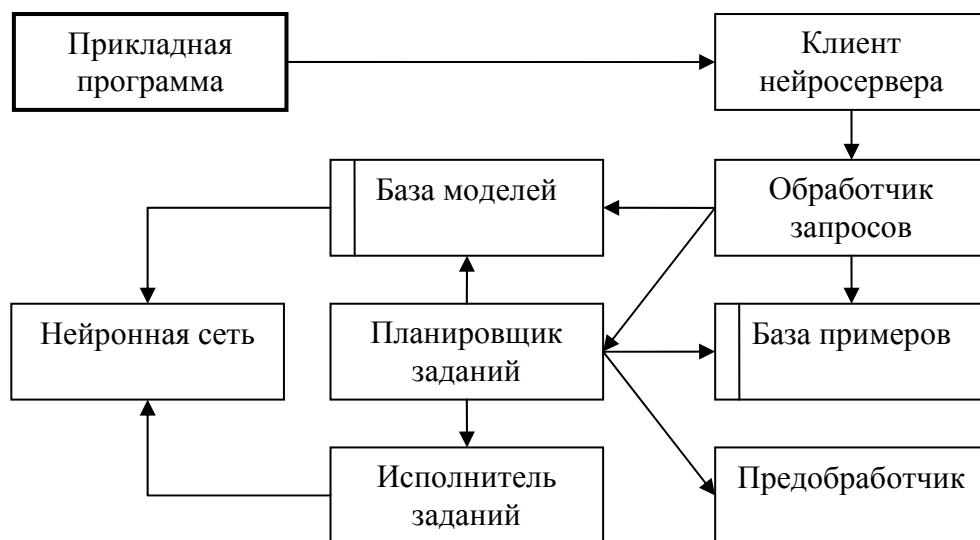 Прикладная
программа
Клиент
нейросервера
База моделей
Обработчик
запросов
Нейронная сеть
Планировщик
заданий
База примеров
Исполнитель
заданий
Предобработчик